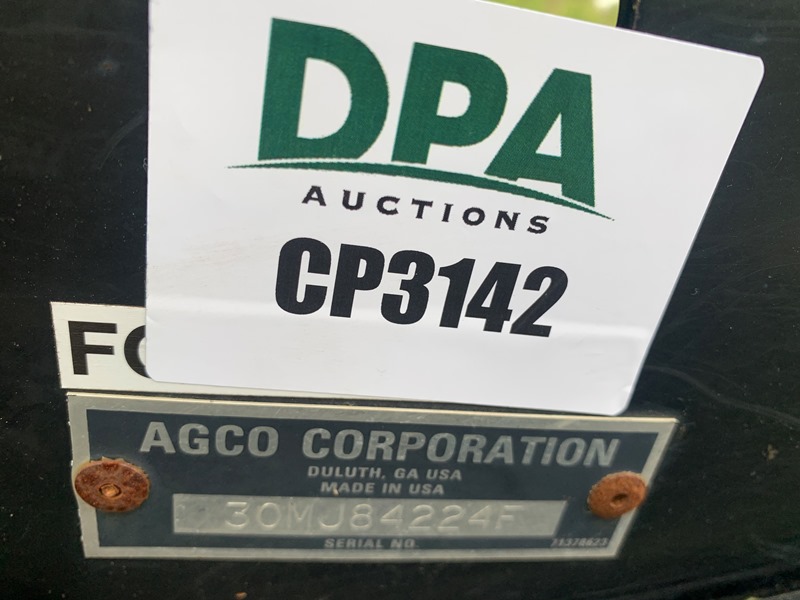 DPA
AUCTIONS
CP3142
FO
AGCO CORPORATION
DULUTH, GA USA
MADE IN USA
30MJ84224F
SERIAL NO.